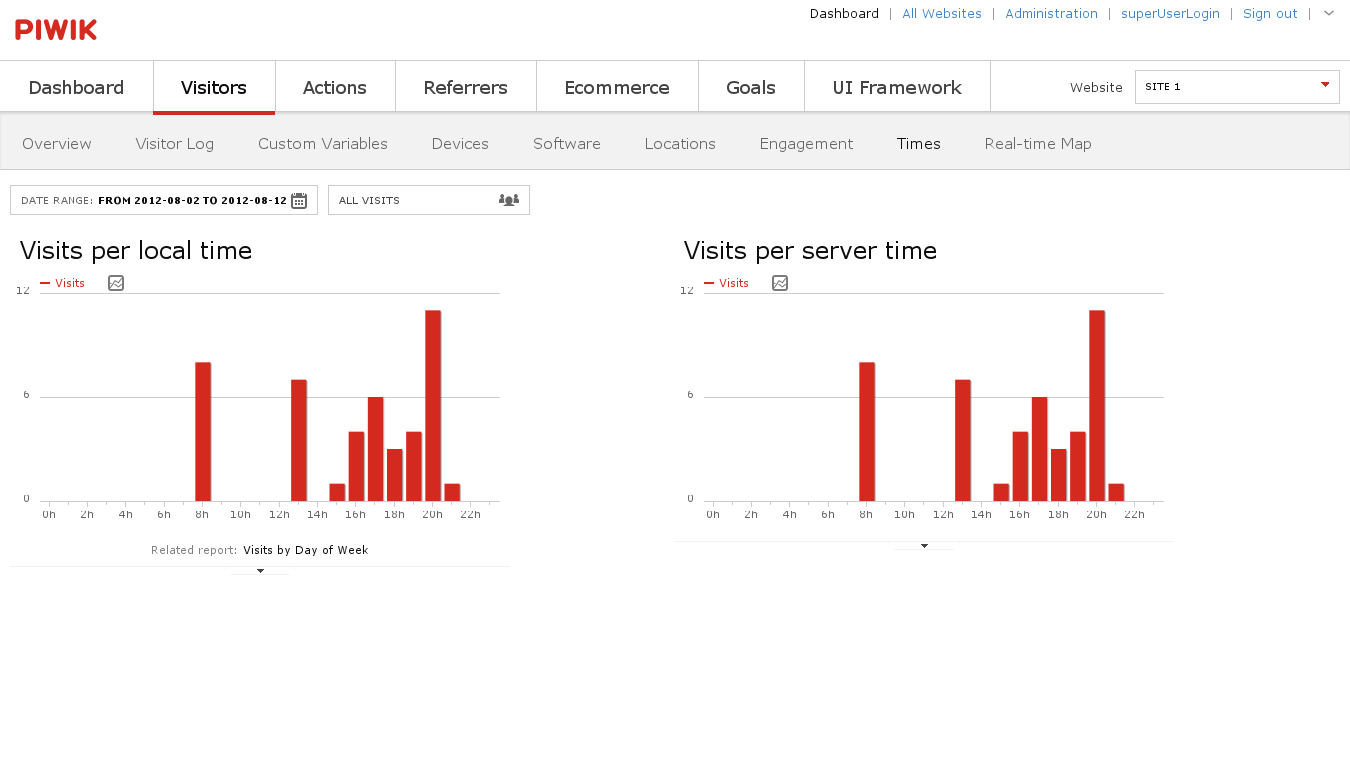 PIWIK
Dashboard | All Websites | Administration | superUserLogin | Sign out |
Dashboard Visitors Actions Referrers Ecommerce Goals UI Framework Website SITE 1
Overview Visitor Log Custom Variables Devices Software Locations Engagement Times Real-time Map
DATE RANGE: FROM 2012-08-02 TO 2012-08-12 ALL VISITS
Visits per local time
Visits
12
6
0
0h 2h 4h 6h 8h 10h 12h 14h 16h 18h 20h 22h
Related report: Visits by Day of Week
Visits per server time
Visits
12
6
0
0h 2h 4h 6h 8h 10h 12h 14h 16h 18h 20h 22h